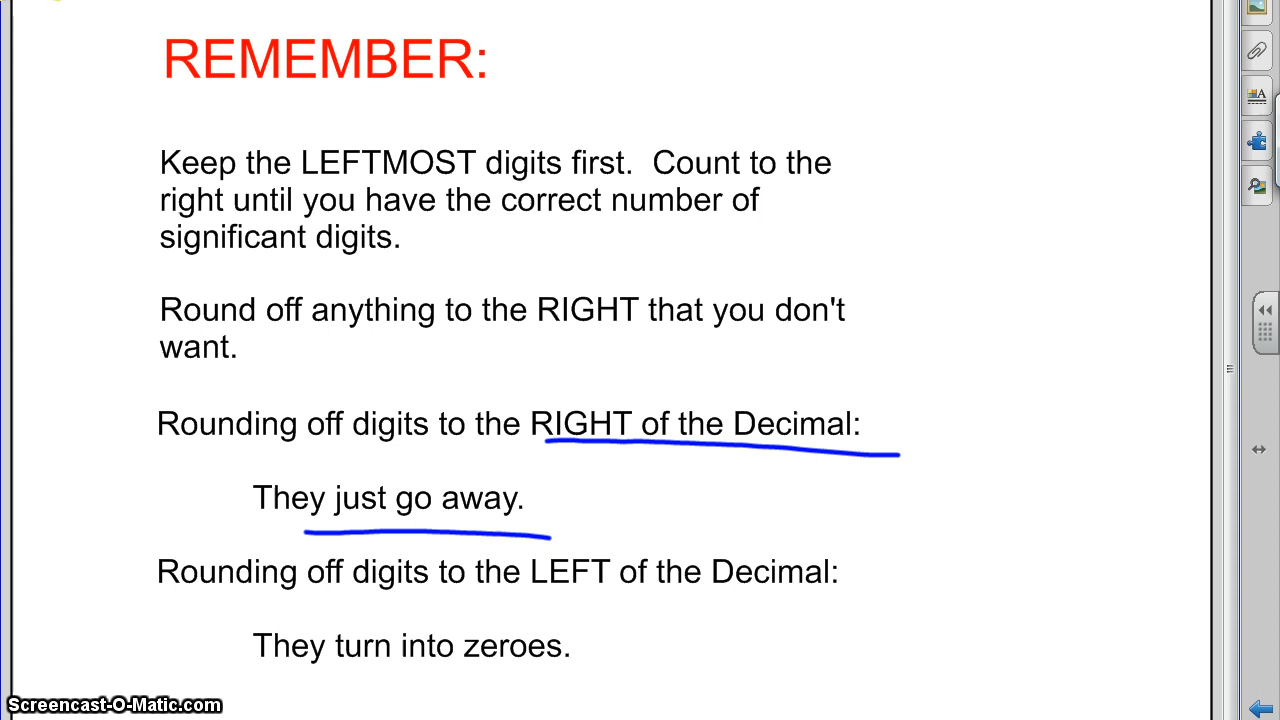 REMEMBER:
Keep the LEFTMOST digits first.  Count to the
right until you have the correct number of
significant digits.
Round off anything to the RIGHT that you don't
want.
Rounding off digits to the RIGHT of the Decimal:
They just go away.
Rounding off digits to the LEFT of the Decimal:
They turn into zeroes.
Screencast-O-Matic.com